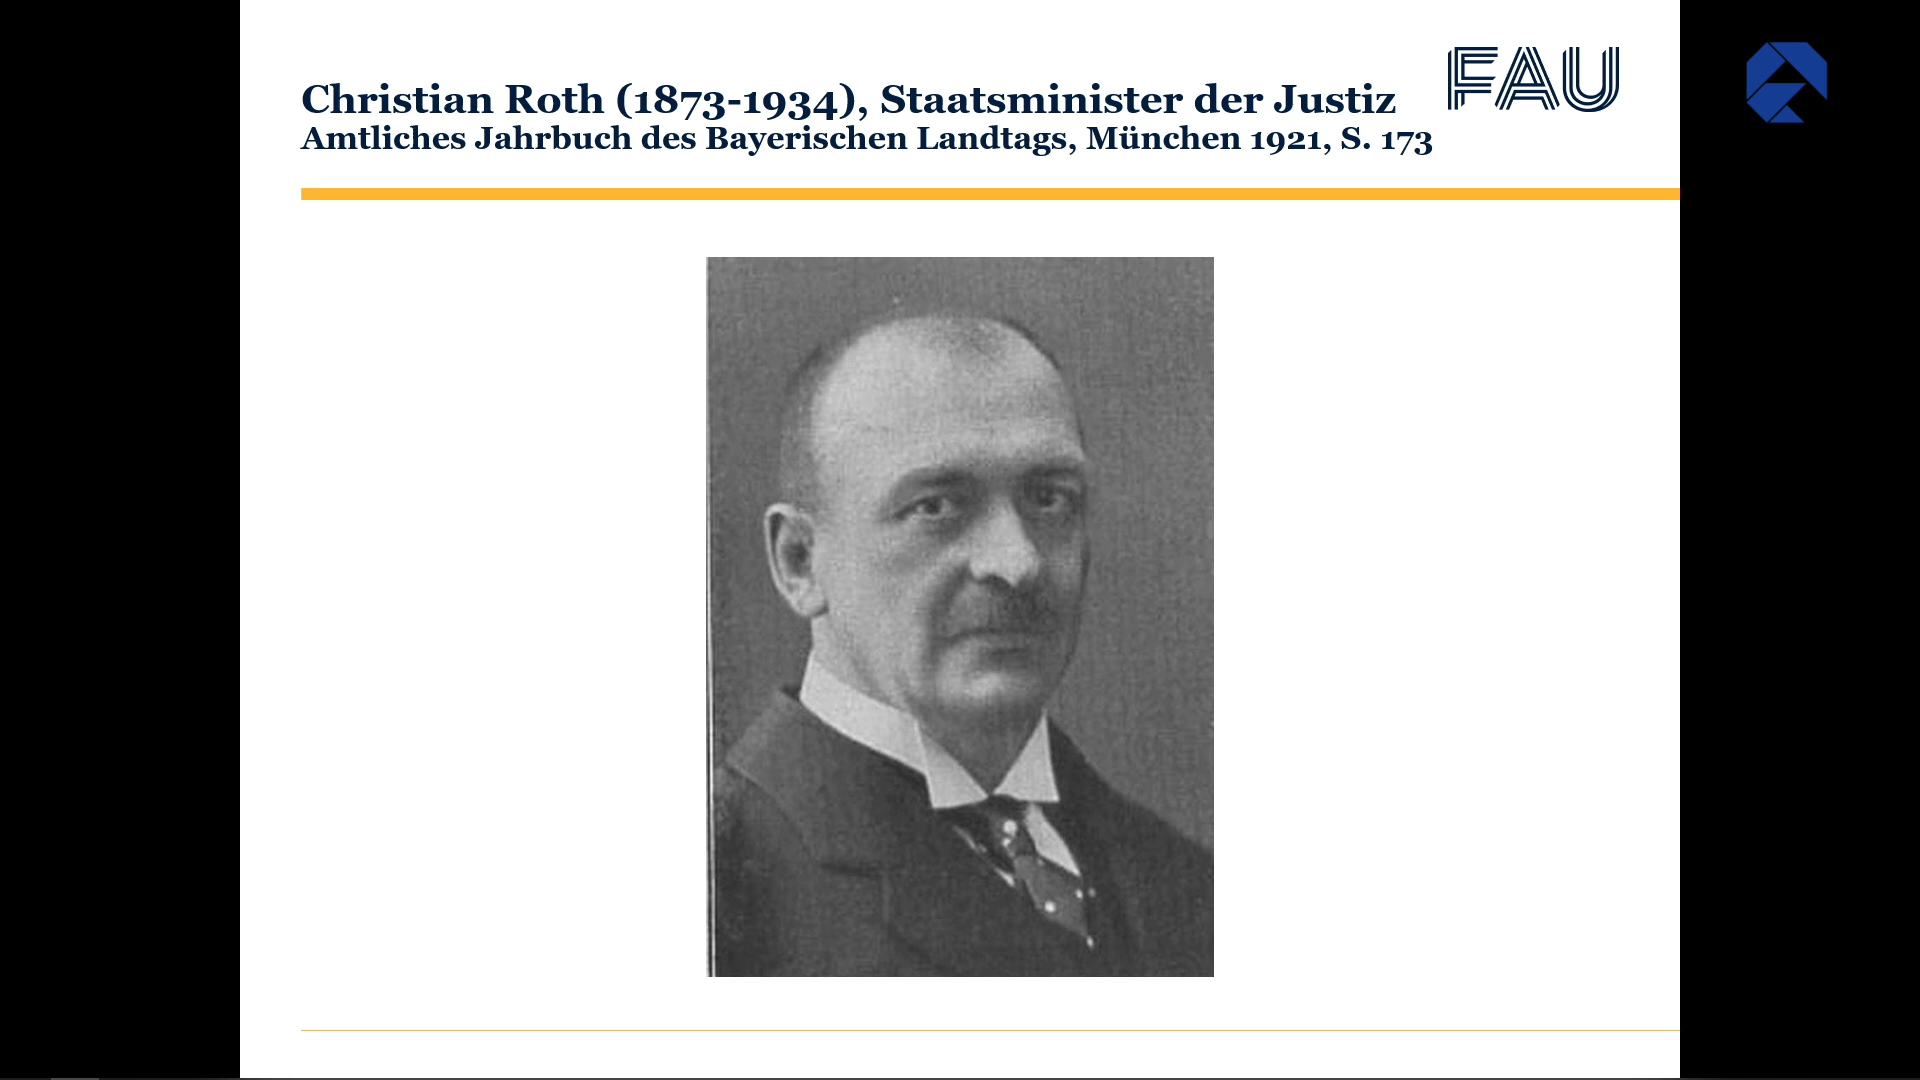 Christian Roth (1873-1934), Staatsminister der Justiz
Amtliches Jahrbuch des Bayerischen Landtags, München 1921, S. 173
FAU